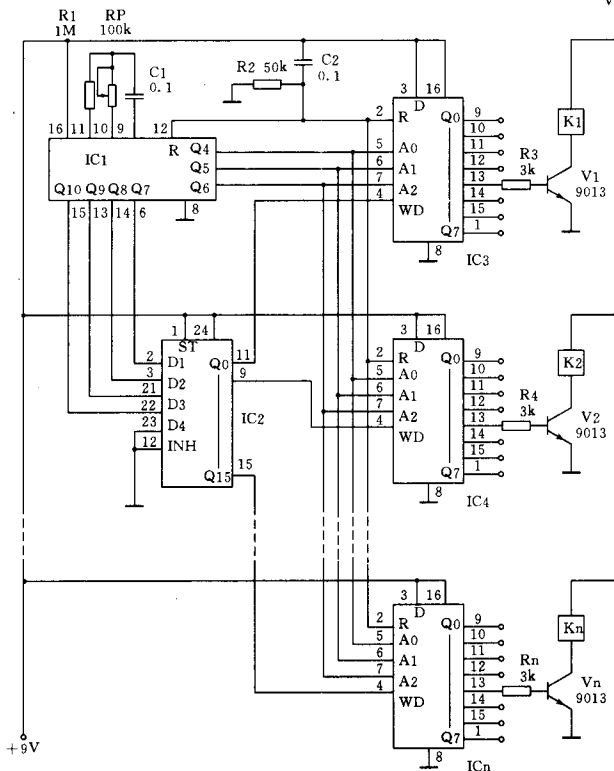 V
R1 RP
1M 100k
C1
0.1
R2 50k
C2
0.1
16 11 10 9 12
IC1
R
Q4
Q5
Q6
Q10 Q9 Q8 Q7
15 13 14 6
8
3 16
D
2 R
5 A0
6 A1
7 A2
4 WD
Q0
Q7
9
10
11
12
13
14
15
1
8
IC3
R3
3k
K1
V1
9013
1 24
ST
2 D1
3 D2
21
22 D3
23 D4
12 INH
Q0
11
9
Q15
15
IC2
3 16
D
2 R
5 A0
6 A1
7 A2
4 WD
Q0
Q7
9
10
11
12
13
14
15
1
8
IC4
R4
3k
K2
V2
9013
3 16
D
2 R
5 A0
6 A1
7 A2
4 WD
Q0
Q7
9
10
11
12
13
14
15
1
8
ICn
Rn
3k
Kn
Vn
9013
+9V